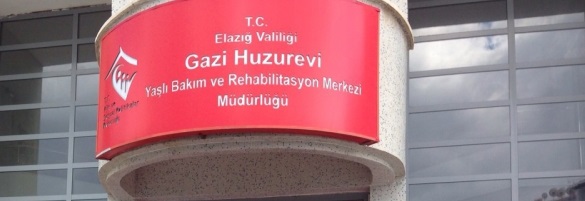 T.C.
Elazığ Valiliği
Gazi Huzurevi
Yaşlı Bakım ve Rehabilitasyon Merkezi
Müdürlüğü